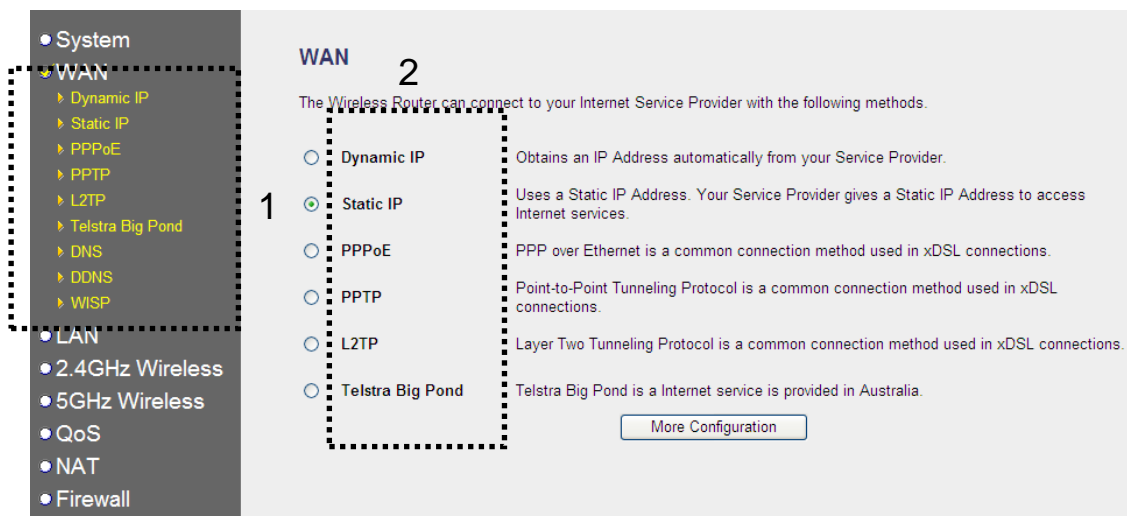 System
WAN
Dynamic IP
Static IP
PPPoE
PPTP
L2TP
Telstra Big Pond
DNS
DDNS
WISP
LAN
2.4GHz Wireless
5GHz Wireless
QoS
NAT
Firewall
1
WAN
2
The Wireless Router can connect to your Internet Service Provider with the following methods.
Dynamic IP Obtains an IP Address automatically from your Service Provider.
Static IP Uses a Static IP Address. Your Service Provider gives a Static IP Address to access
Internet services.
PPPoE PPP over Ethernet is a common connection method used in xDSL connections.
PPTP Point-to-Point Tunneling Protocol is a common connection method used in xDSL
connections.
L2TP Layer Two Tunneling Protocol is a common connection method used in xDSL connections.
Telstra Big Pond Telstra Big Pond is a Internet service is provided in Australia.
More Configuration